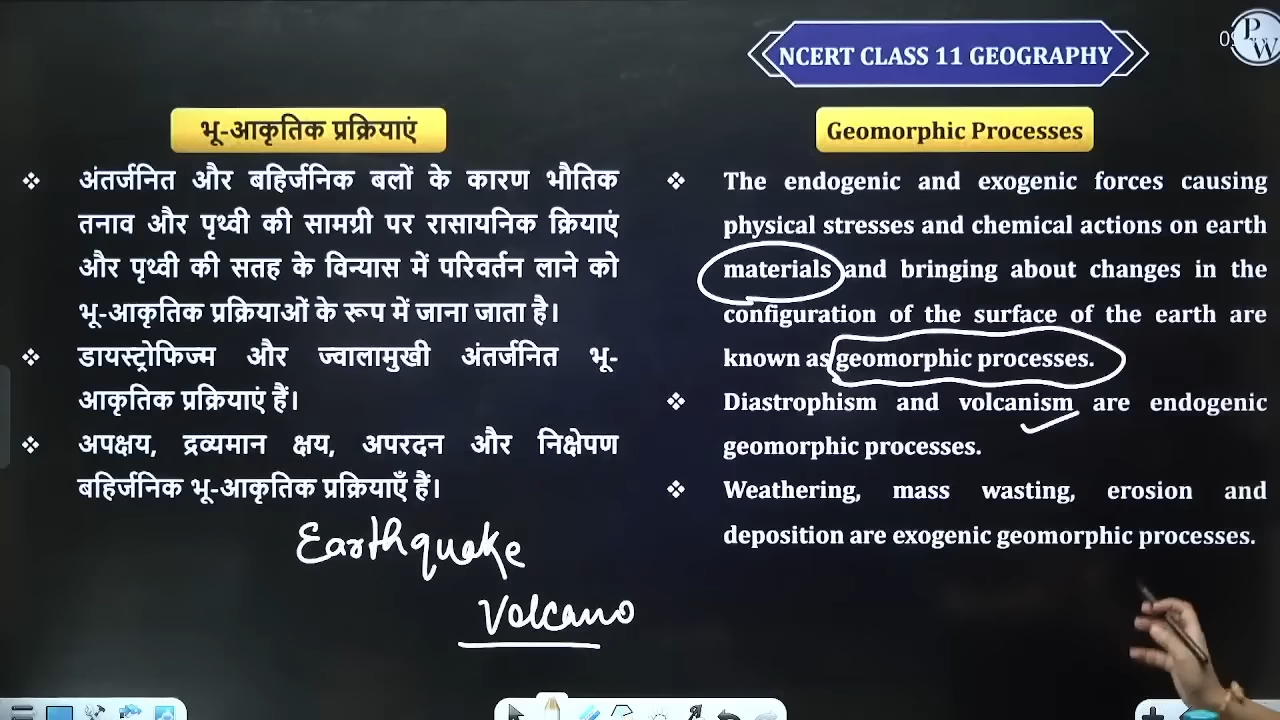 NCERT CLASS 11 GEOGRAPHY
PW
भू-आकृतिक प्रक्रियाएं
अंतर्जनित और बहिर्जनिक बलों के कारण भौतिक
तनाव और पृथ्वी की सामग्री पर रासायनिक क्रियाएं
और पृथ्वी की सतह के विन्यास में परिवर्तन लाने को
भू-आकृतिक प्रक्रियाओं के रूप में जाना जाता है।
डायस्ट्रोफिज्म और ज्वालामुखी अंतर्जनित भू-
आकृतिक प्रक्रियाएं हैं।
अपक्षय, द्रव्यमान क्षय, अपरदन और निक्षेपण
बहिर्जनिक भू-आकृतिक प्रक्रियाएँ हैं।
Earthquake
Volcano
Geomorphic Processes
The endogenic and exogenic forces causing
physical stresses and chemical actions on earth
materials and bringing about changes in the
configuration of the surface of the earth are
known as geomorphic processes.
Diastrophism and volcanism are endogenic
geomorphic processes.
Weathering, mass wasting, erosion and
deposition are exogenic geomorphic processes.